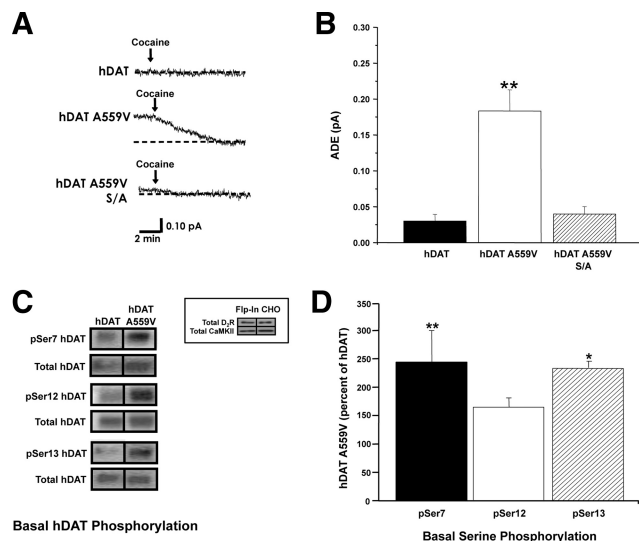 A
Cocaine
hDAT
Cocaine
hDAT A559V
Cocaine
hDAT A559V
S/A
0.10 pA
2 min
B
ADE (pA)
0.30
0.25
0.20
0.15
0.10
0.05
0.00
**
hDAT
hDAT A559V
hDAT A559V
S/A
C
hDAT
hDAT
A559V
pSer7 hDAT
Total hDAT
pSer12 hDAT
Total hDAT
pSer13 hDAT
Total hDAT
Flp-In CHO
Total D₂R
Total CaMKII
Basal hDAT Phosphorylation
D
hDAT A559V (percent of hDAT)
350
300
250
200
150
100
50
0
**
*
pSer7
pSer12
pSer13
Basal Serine Phosphorylation